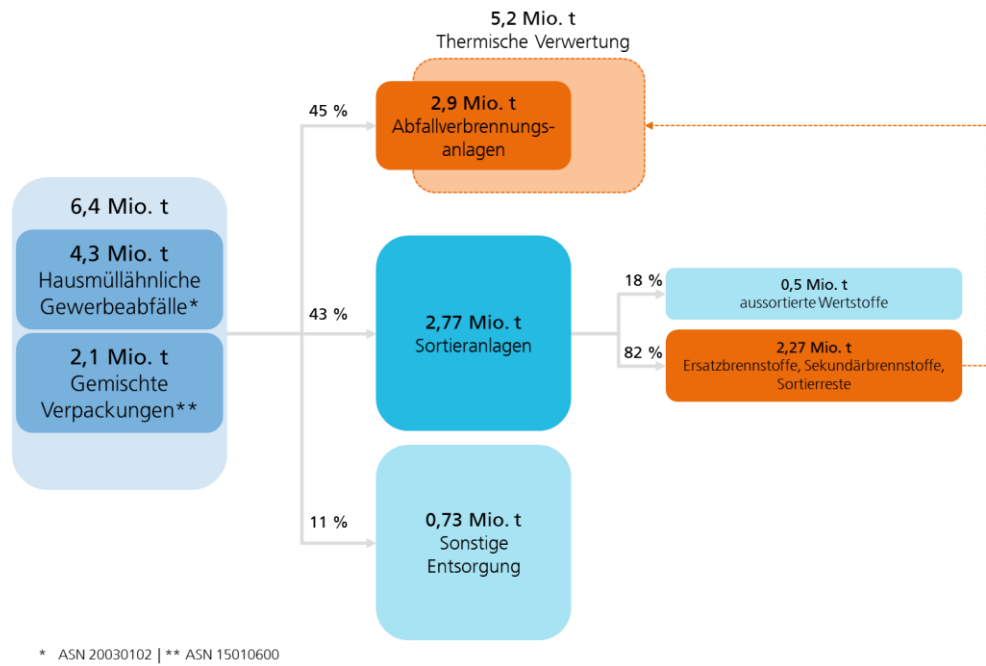 5,2 Mio. t
Thermische Verwertung
45 %
2,9 Mio. t
Abfallverbrennungs-
anlagen
6,4 Mio. t
4,3 Mio. t
Hausmüllähnliche
Gewerbeabfälle*
2,1 Mio. t
Gemischte
Verpackungen**
43 %
2,77 Mio. t
Sortieranlagen
18 %
0,5 Mio. t
aussortierte Wertstoffe
82 %
2,27 Mio. t
Ersatzbrennstoffe, Sekundärbrennstoffe,
Sortierreste
11 %
0,73 Mio. t
Sonstige
Entsorgung
* ASN 20030102 | ** ASN 15010600